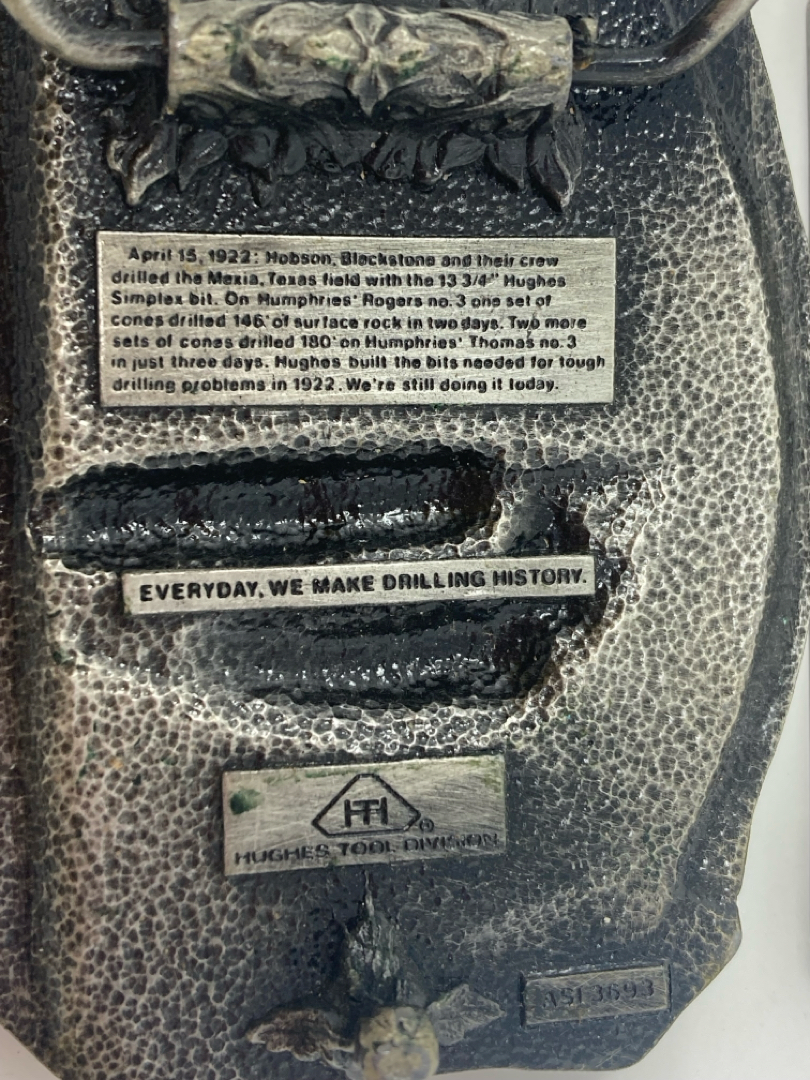 April 15, 1922: Hobson, Blackstone and their crew
drilled the Mexia, Texas field with the 13 3/4" Hughes
Simplex bit. On Humphries' Rogers no. 3 one set of
cones drilled 146' of surface rock in two days. Two more
sets of cones drilled 180' on Humphries' Thomas no. 3
in just three days. Hughes built the bits needed for tough
drilling problems in 1922. We're still doing it today.
EVERYDAY, WE MAKE DRILLING HISTORY.
HTH ®
HUGHES TOOL DIVISION
ASI 3693